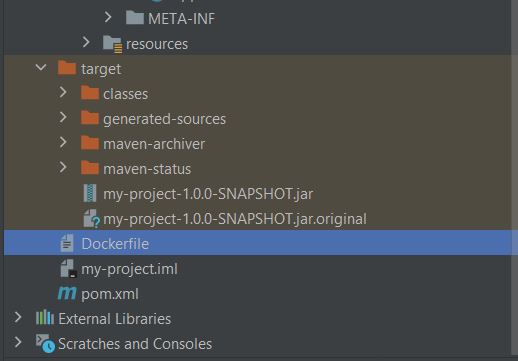 META-INF
resources
target
classes
generated-sources
maven-archiver
maven-status
my-project-1.0.0-SNAPSHOT.jar
my-project-1.0.0-SNAPSHOT.jar.original
Dockerfile
my-project.iml
pom.xml
External Libraries
Scratches and Consoles